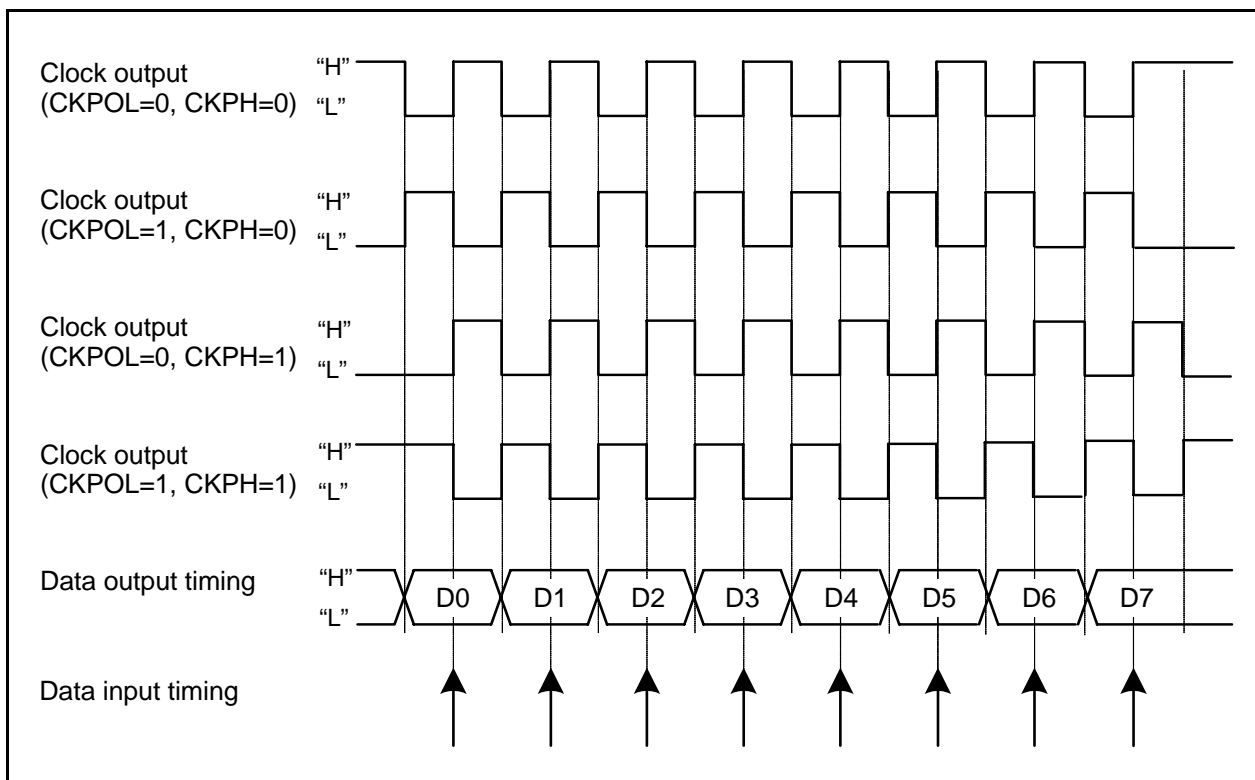 Clock output
(CKPOL=0, CKPH=0)
“H”
“L”
Clock output
(CKPOL=1, CKPH=0)
“H”
“L”
Clock output
(CKPOL=0, CKPH=1)
“H”
“L”
Clock output
(CKPOL=1, CKPH=1)
“H”
“L”
Data output timing
“H”
“L”
D0 D1 D2 D3 D4 D5 D6 D7
Data input timing